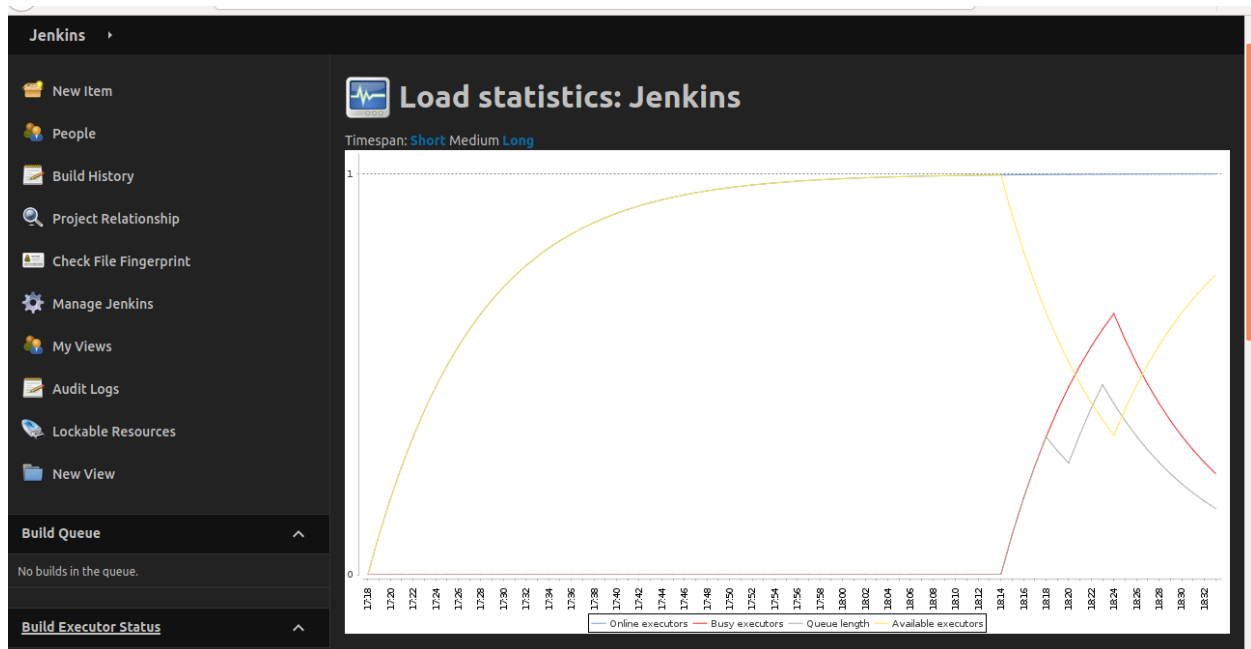 Jenkins
New Item
People
Build History
Project Relationship
Check File Fingerprint
Manage Jenkins
My Views
Audit Logs
Lockable Resources
New View
Build Queue
No builds in the queue.
Build Executor Status
Load statistics: Jenkins
Timespan: Short Medium Long
1
0
17:18 17:20 17:22 17:24 17:26 17:28 17:30 17:32 17:34 17:36 17:38 17:40 17:42 17:44 17:46 17:48 17:50 17:52 17:54 17:56 17:58 18:00 18:02 18:04 18:06 18:08 18:10 18:12 18:14 18:16 18:18 18:20 18:22 18:24 18:26 18:28 18:30 18:32
Online executors Busy executors Queue length Available executors